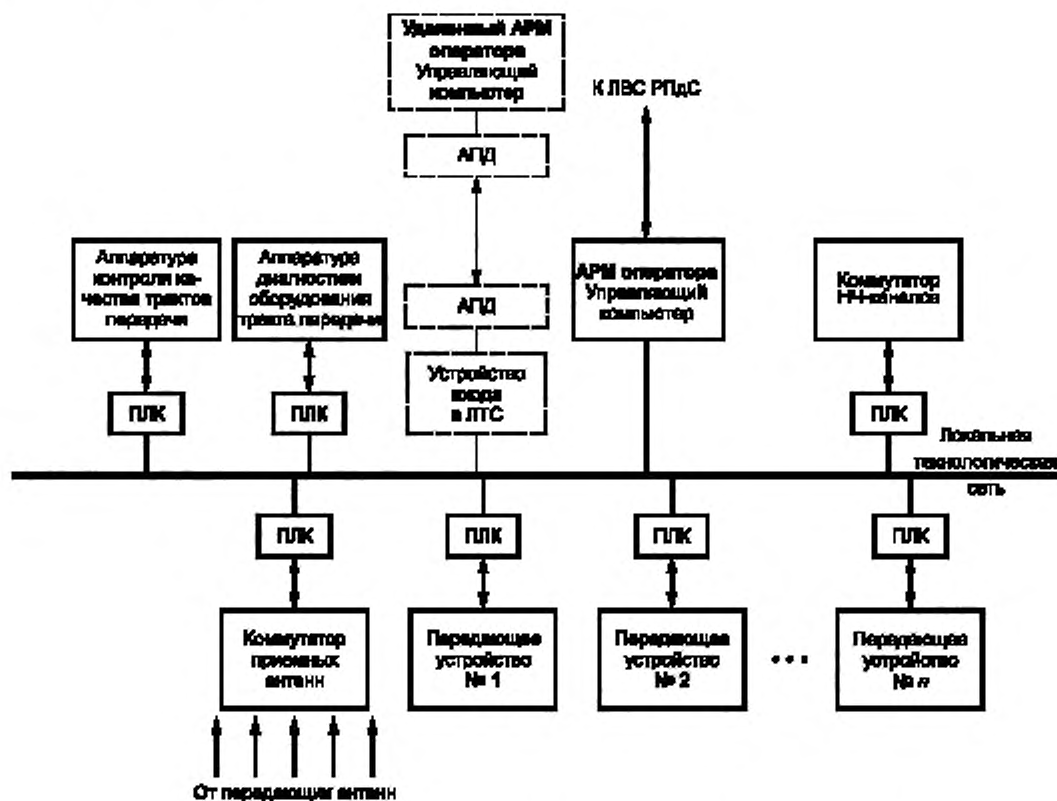 Удаленный АРМ
оператора
Управляющий
компьютер
К ЛВС РПдС
АПД
Аппаратура
контроля ка-
чества трактов
передачи
Аппаратура
диагностики
оборудования
тракта передачи
АПД
АРМ оператора
Управляющий
компьютер
Коммутатор
НЧ-каналов
Устройство
входа
в ЛТС
ПЛК
ПЛК
ПЛК
Локальная
технологическая
сеть
ПЛК
ПЛК
ПЛК
ПЛК
Коммутатор
приемных
антенн
Передающее
устройство
№ 1
Передающее
устройство
№ 2
• • •
Передающее
устройство
№ n
От передающих антенн